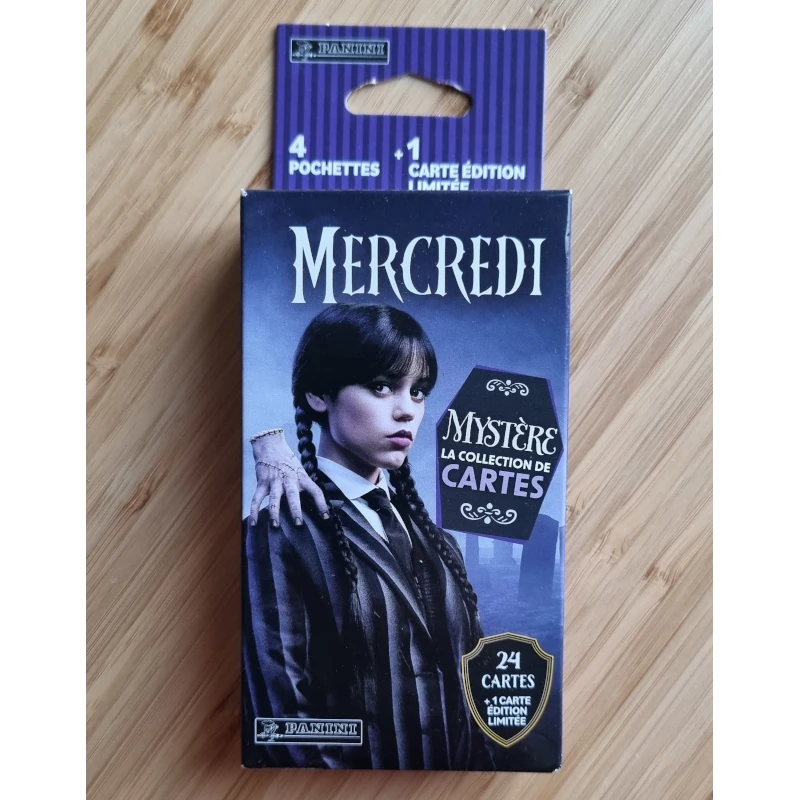 PANINI
4
POCHETTES
+1
CARTE ÉDITION
LIMITÉE
MERCREDI
MYSTÈRE
LA COLLECTION DE
CARTES
24
CARTES
+1 CARTE
ÉDITION
LIMITÉE
PANINI